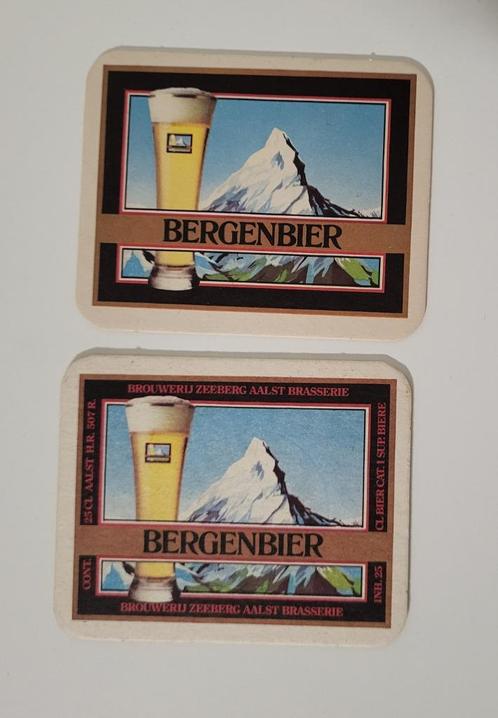 BERGENBIER
BROUWERIJ ZEEBERG AALST BRASSERIE
CONT. 25 CL AALST H.R. 507 R.
BERGENBIER
INH. 25 CL BIER CAT. I SUP. BIERE
BROUWERIJ ZEEBERG AALST BRASSERIE